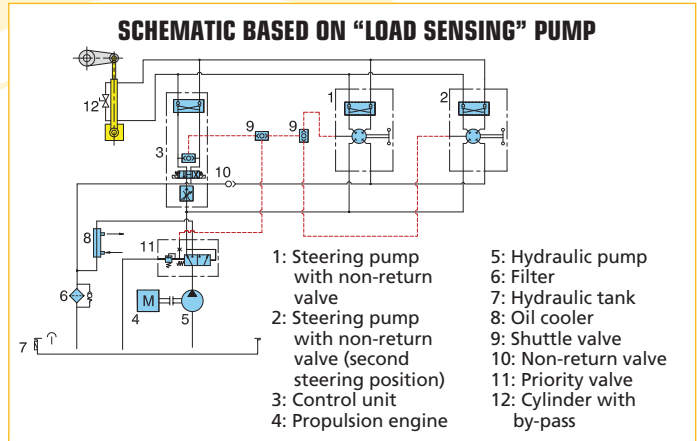 SCHEMATIC BASED ON “LOAD SENSING” PUMP
12
1
2
9
9
3
10
8
11
6
M
4
5
7
1: Steering pump
with non-return
valve
2: Steering pump
with non-return
valve (second
steering position)
3: Control unit
4: Propulsion engine
5: Hydraulic pump
6: Filter
7: Hydraulic tank
8: Oil cooler
9: Shuttle valve
10: Non-return valve
11: Priority valve
12: Cylinder with
by-pass